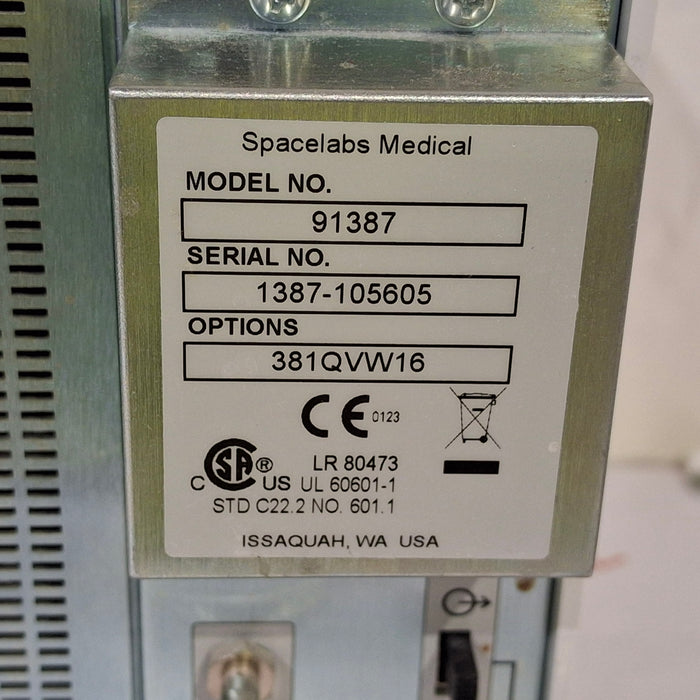 Spacelabs Medical
MODEL NO.
91387
SERIAL NO.
1387-105605
OPTIONS
381QVW16
CE 0123
C SA ® US LR 80473
UL 60601-1
STD C22.2 NO. 601.1
ISSAQUAH, WA USA